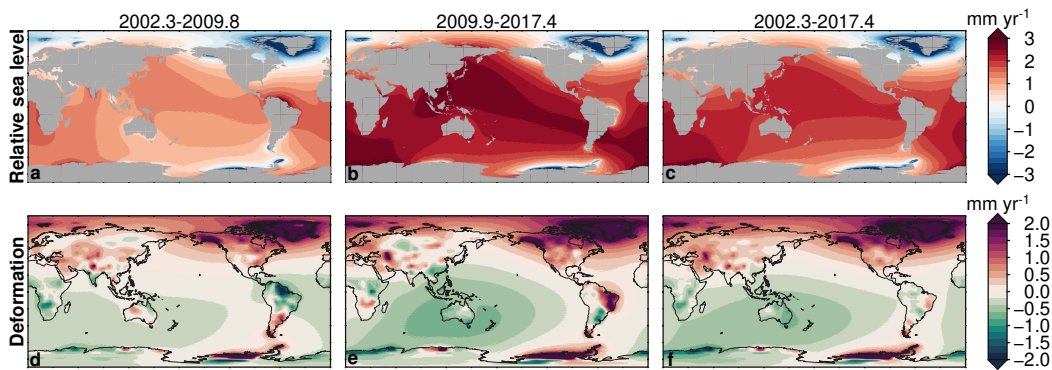 2002.3-2009.8
2009.9-2017.4
2002.3-2017.4
mm yr-1
Relative sea level
a
b
c
3
2
1
0
−1
−2
−3
mm yr-1
Deformation
d
e
f
2.0
1.5
1.0
0.5
0.0
−0.5
−1.0
−1.5
−2.0